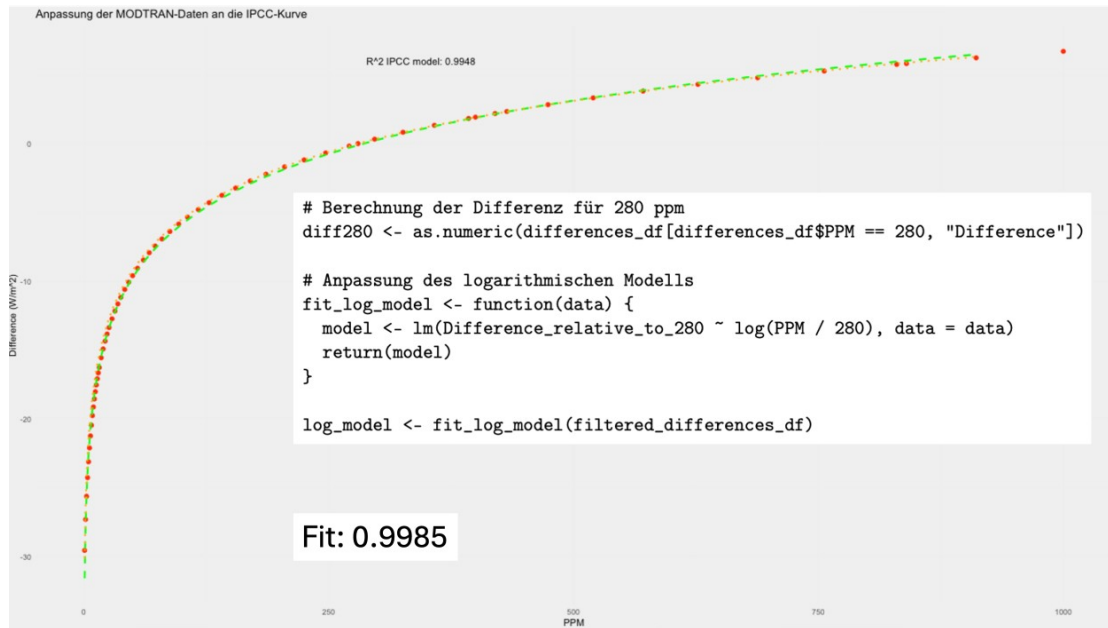 Anpassung der MODTRAN-Daten an die IPCC-Kurve
R^2 IPCC model: 0.9948
0
-10
-20
-30
Difference (W/m^2)
# Berechnung der Differenz für 280 ppm
diff280 <- as.numeric(differences_df[differences_df$PPM == 280, "Difference"])
# Anpassung des logarithmischen Modells
fit_log_model <- function(data) {
model <- lm(Difference_relative_to_280 ~ log(PPM / 280), data = data)
return(model)
}
log_model <- fit_log_model(filtered_differences_df)
Fit: 0.9985
0
250
500
750
1000
PPM